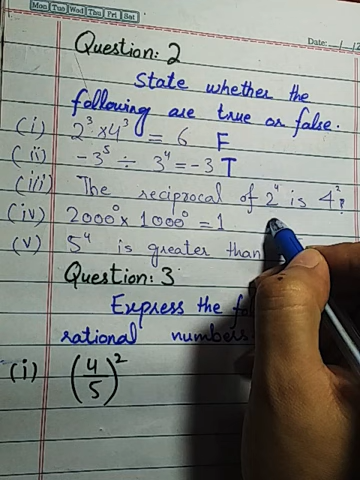 Mon Tue Wed Thu Fri Sat
Date:
Question: 2
State whether the
following are true or false.
(i) 2³ × 4³ = 6 F
(ii) -3⁵ ÷ 3⁴ = -3 T
(iii) The reciprocal of 2⁴ is 4²?
(iv) 2000⁰ × 1000⁰ = 1
(v) 5⁴ is greater than
Question: 3
Express the
rational numbers
(i) (4/5)²